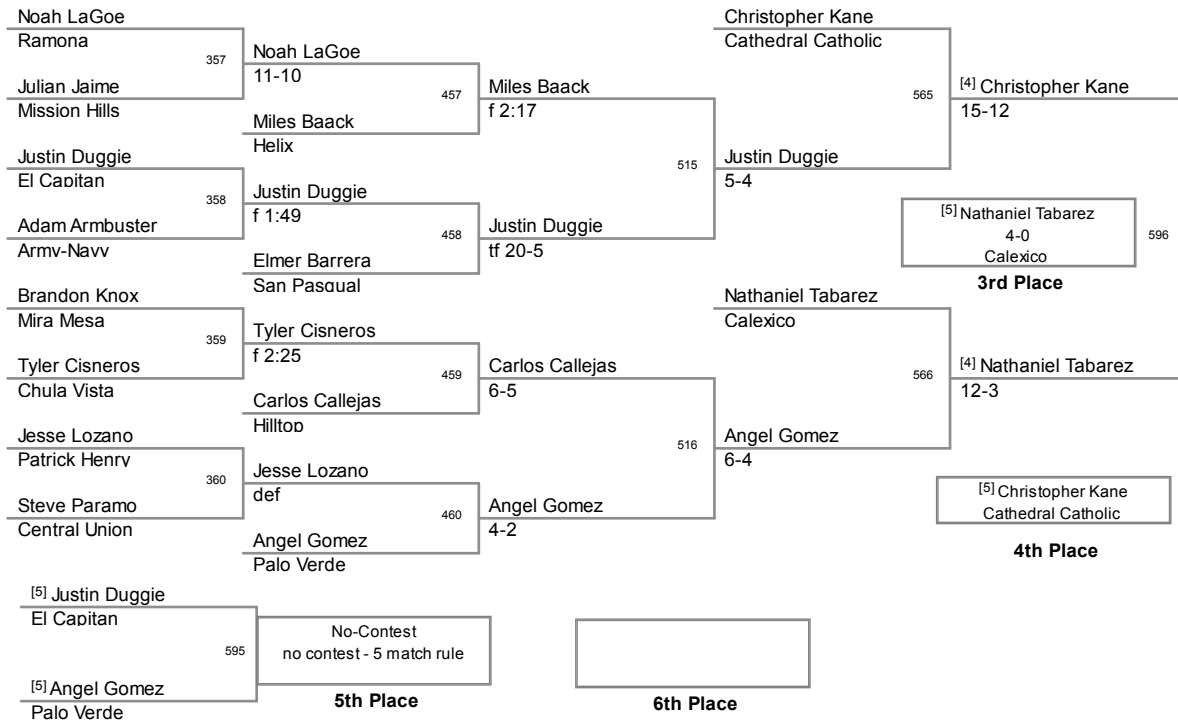 Noah LaGoe
Ramona
357
Julian Jaime
Mission Hills
Justin Duggie
El Capitan
358
Adam Armbuster
Army-Navy
Brandon Knox
Mira Mesa
359
Tyler Cisneros
Chula Vista
Jesse Lozano
Patrick Henry
360
Steve Paramo
Central Union
Noah LaGoe
11-10
457
Miles Baack
Helix
Justin Duggie
f 1:49
458
Elmer Barrera
San Pasqual
Tyler Cisneros
f 2:25
459
Carlos Callejas
Hilltop
Jesse Lozano
def
460
Angel Gomez
Palo Verde
Miles Baack
f 2:17
515
Justin Duggie
tf 20-5
Carlos Callejas
6-5
516
Angel Gomez
4-2
Christopher Kane
Cathedral Catholic
565
Justin Duggie
5-4
Nathaniel Tabarez
Calexico
566
Angel Gomez
6-4
[4] Christopher Kane
15-12
[5] Nathaniel Tabarez
4-0
Calexico
596
3rd Place
[4] Nathaniel Tabarez
12-3
[5] Christopher Kane
Cathedral Catholic
4th Place
[5] Justin Duggie
El Capitan
595
[5] Angel Gomez
Palo Verde
No-Contest
no contest - 5 match rule
5th Place
6th Place